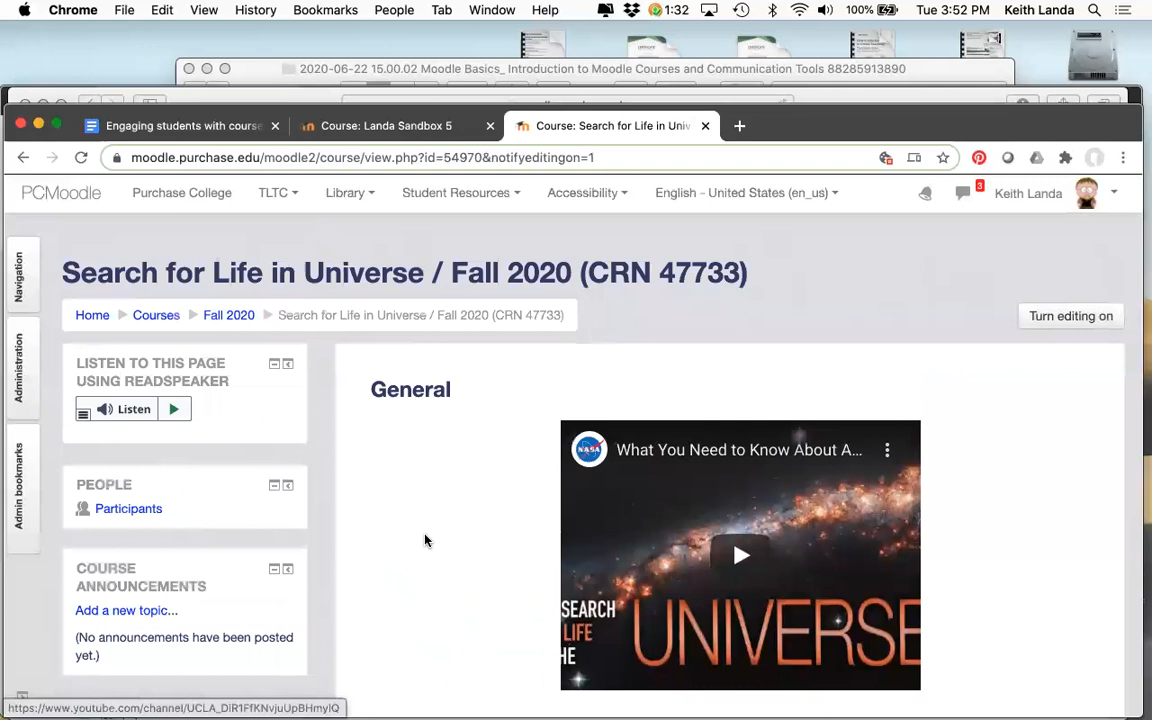 Chrome File Edit View History Bookmarks People Tab Window Help 1:32 100% Tue 3:52 PM Keith Landa
2020-06-22 15.00.02 Moodle Basics_ Introduction to Moodle Courses and Communication Tools 88285913890
Engaging students with course Course: Landa Sandbox 5 Course: Search for Life in Univ
moodle.purchase.edu/moodle2/course/view.php?id=54970&notifyeditingon=1
PCMoodle Purchase College TLTC Library Student Resources Accessibility English - United States (en_us) 3 Keith Landa
Navigation
Administration
Admin bookmarks
Search for Life in Universe / Fall 2020 (CRN 47733)
Home Courses Fall 2020 Search for Life in Universe / Fall 2020 (CRN 47733) Turn editing on
LISTEN TO THIS PAGE
USING READSPEAKER
Listen
PEOPLE
Participants
COURSE
ANNOUNCEMENTS
Add a new topic...
(No announcements have been posted
yet.)
General
NASA What You Need to Know About A...
SEARCH
LIFE
HE
UNIVERSE